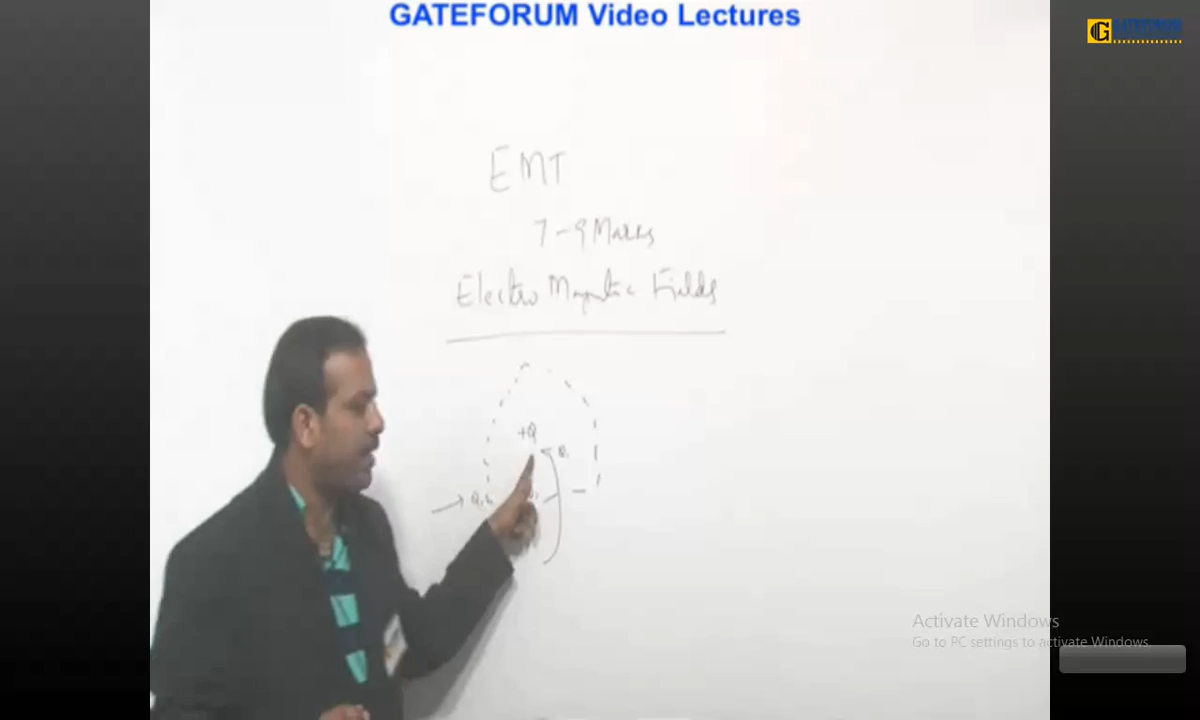 GATEFORUM Video Lectures
GATEFORUM
EMT
7-9 Marks
Electro Magnetic Fields
+Q
Activate Windows
Go to PC settings to activate Windows.